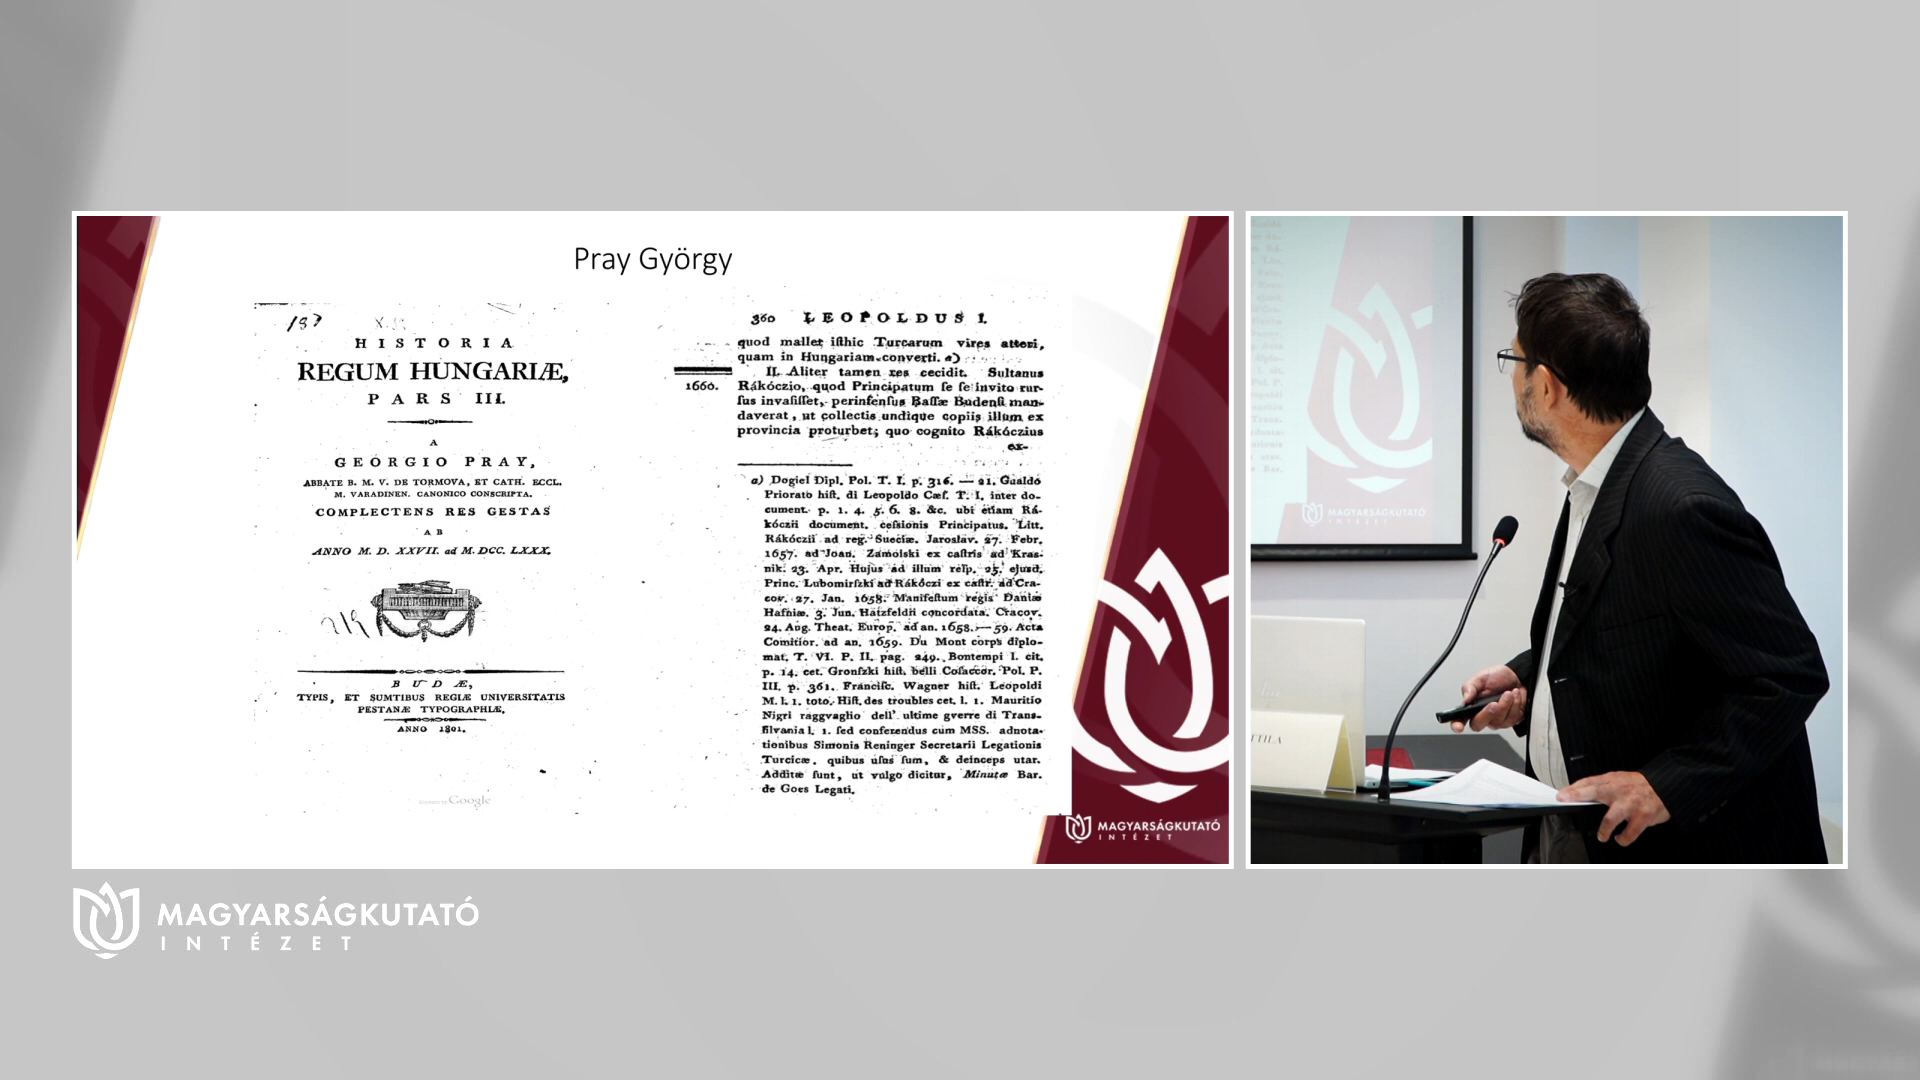 Pray György
187
HISTORIA
REGUM HUNGARIÆ,
PARS III.
A
GEORGIO PRAY,
ABBATE B. M. V. DE TORMOVA, ET CATH. ECCL.
M. VARADINEN. CANONICO CONSCRIPTA.
COMPLECTENS RES GESTAS
AB
ANNO M. D. XXVII. ad M. DCC. LXXX.
BUDÆ,
TYPIS, ET SUMTIBUS REGIÆ UNIVERSITATIS
PESTANÆ TYPOGRAPHIÆ,
ANNO 1801.
Google
360 LEOPOLDUS I.
quod mallet iſthic Turcarum vires atteri,
quam in Hungariam converti. a)
1660.
II. Aliter tamen res cecidit. Sultanus
Rákóczio, quod Principatum ſe ſe invito rur-
ſus invaſiſſet, perinfenſus Baſſæ Budenſi man-
daverat, ut collectis undique copiis illum ex
provincia proturbet; quo cognito Rákóczius
ex-
a) Dogiel Dipl. Pol. T. I. p. 316. — 21. Gualdo
Priorato hiſt. di Leopoldo Cæſ. T. I. inter do-
cument. p. 1. 4. 5. 6. 8. &c. ubi etiam Rá-
kóczii document. ceſsionis Principatus. Litt.
Rákóczii ad reg. Sueciæ. Jaroslav. 27. Febr.
1657. ad Joan. Zamolski ex caſtris ad Kras-
nik. 23. Apr. Hujus ad illum reſp. 25. ejusd.
Princ. Lubomirſzki ad Rákóczi ex caſtr. ad Cra-
cov. 27. Jan. 1658. Manifeſtum regis Daniæ
Hafniæ. 3. Jun. Hatzfeldii concordata. Cracov.
24. Aug. Theat. Europ. ad an. 1658. — 59. Acta
Comitior. ad an. 1659. Du Mont corps diplo-
mat. T. VI. P. II. pag. 249. Bontempi l. cit.
p. 14. cet. Gronſzki hiſt. belli Coſaccor. Pol. P.
III. p. 361. Franciſc. Wagner hiſt. Leopoldi
M. l. 1. toto. Hiſt. des troubles cet. l. 1. Mauritio
Nigri raggvaglio dell' ultime gverre di Trans-
ſilvania l. 1. ſed conferendus cum MSS. adnota-
tionibus Simonis Reninger Secretarii Legationis
Turcicæ, quibus uſus ſum, & deinceps utar.
Additæ ſunt, ut vulgo dicitur, Minutæ Bar.
de Goes Legati.
MAGYARSÁGKUTATÓ
INTÉZET
MAGYARSÁGKUTATÓ
TTILA
MAGYARSÁGKUTATÓ
INTÉZET